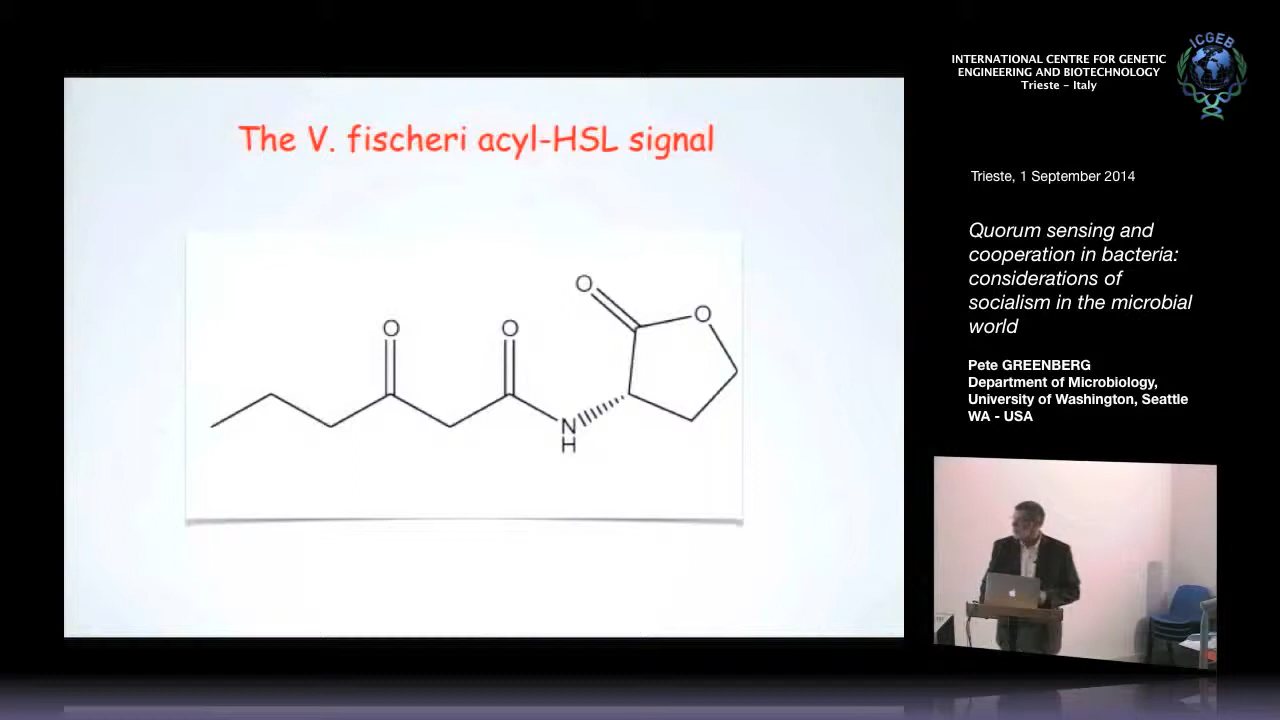 The V. fischeri acyl-HSL signal
O
O
O
O
N
H
INTERNATIONAL CENTRE FOR GENETIC
ENGINEERING AND BIOTECHNOLOGY
Trieste – Italy
ICGEB
Trieste, 1 September 2014
Quorum sensing and
cooperation in bacteria:
considerations of
socialism in the microbial
world
Pete GREENBERG
Department of Microbiology,
University of Washington, Seattle
WA - USA